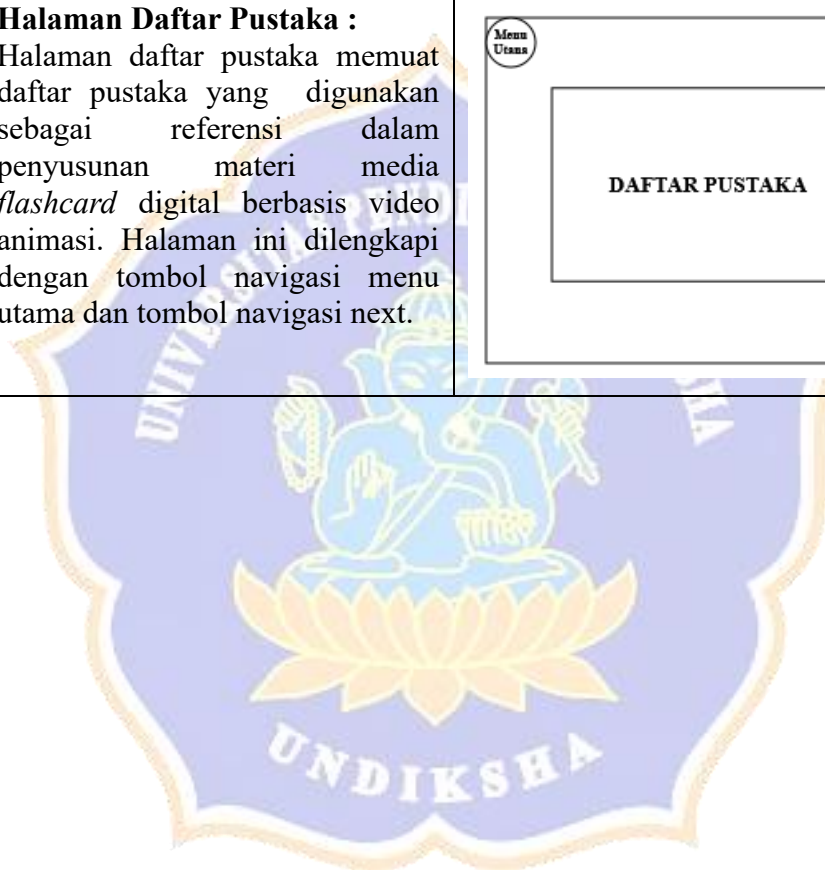 Halaman Daftar Pustaka :
Halaman daftar pustaka memuat
daftar pustaka yang digunakan
sebagai referensi dalam
penyusunan materi media
flashcard digital berbasis video
animasi. Halaman ini dilengkapi
dengan tombol navigasi menu
utama dan tombol navigasi next.
Menu
Utama
DAFTAR PUSTAKA
UNDIKSHA